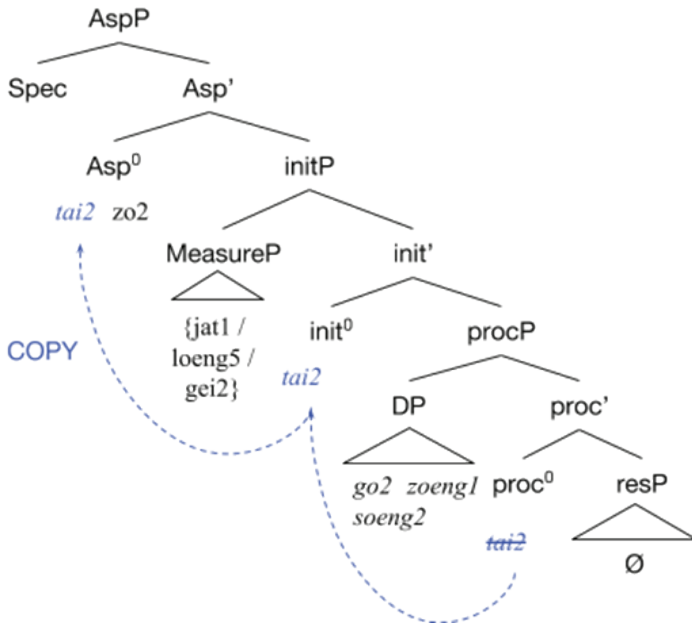 AspP
Spec Asp’
Asp⁰ initP
tai2 zo2
MeasureP init’
{jat1 /
loeng5 /
gei2}
init⁰ procP
COPY
tai2
DP proc’
go2 zoeng1
soeng2
proc⁰ resP
tai2
Ø